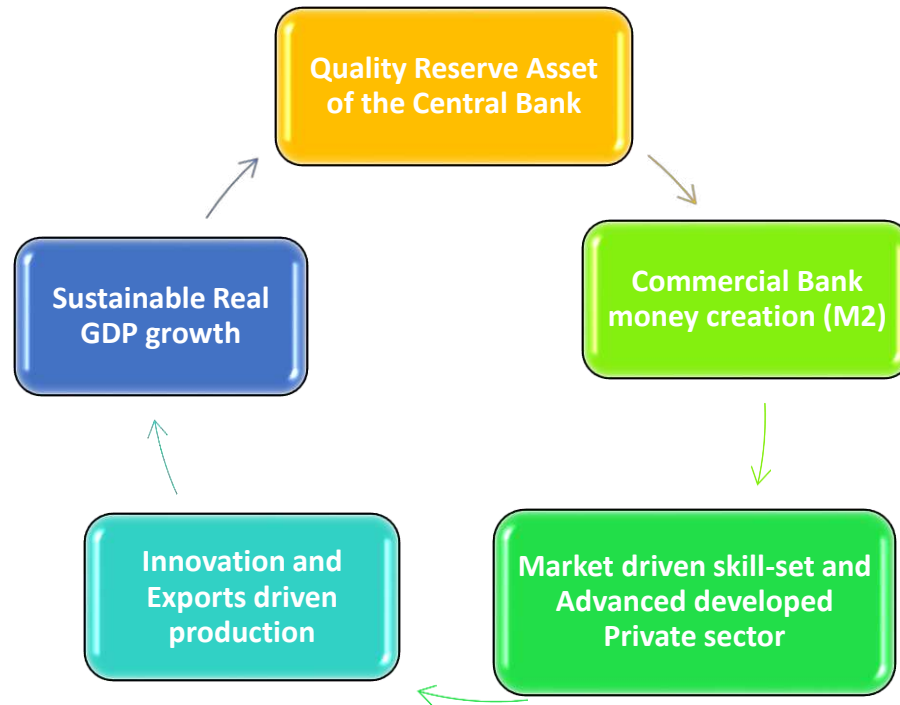 Quality Reserve Asset
of the Central Bank
Commercial Bank
money creation (M2)
Market driven skill-set and
Advanced developed
Private sector
Innovation and
Exports driven
production
Sustainable Real
GDP growth